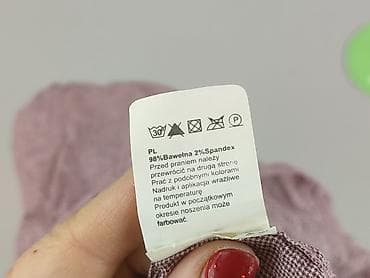 30
P
PL
98%Bawełna 2%Spandex
Przed praniem należy
przewrócić na drugą stronę
Prać z podobnymi kolorami
Nadruk i aplikacja wrażliwe
na temperaturę
Produkt w początkowym
okresie noszenia może
farbować